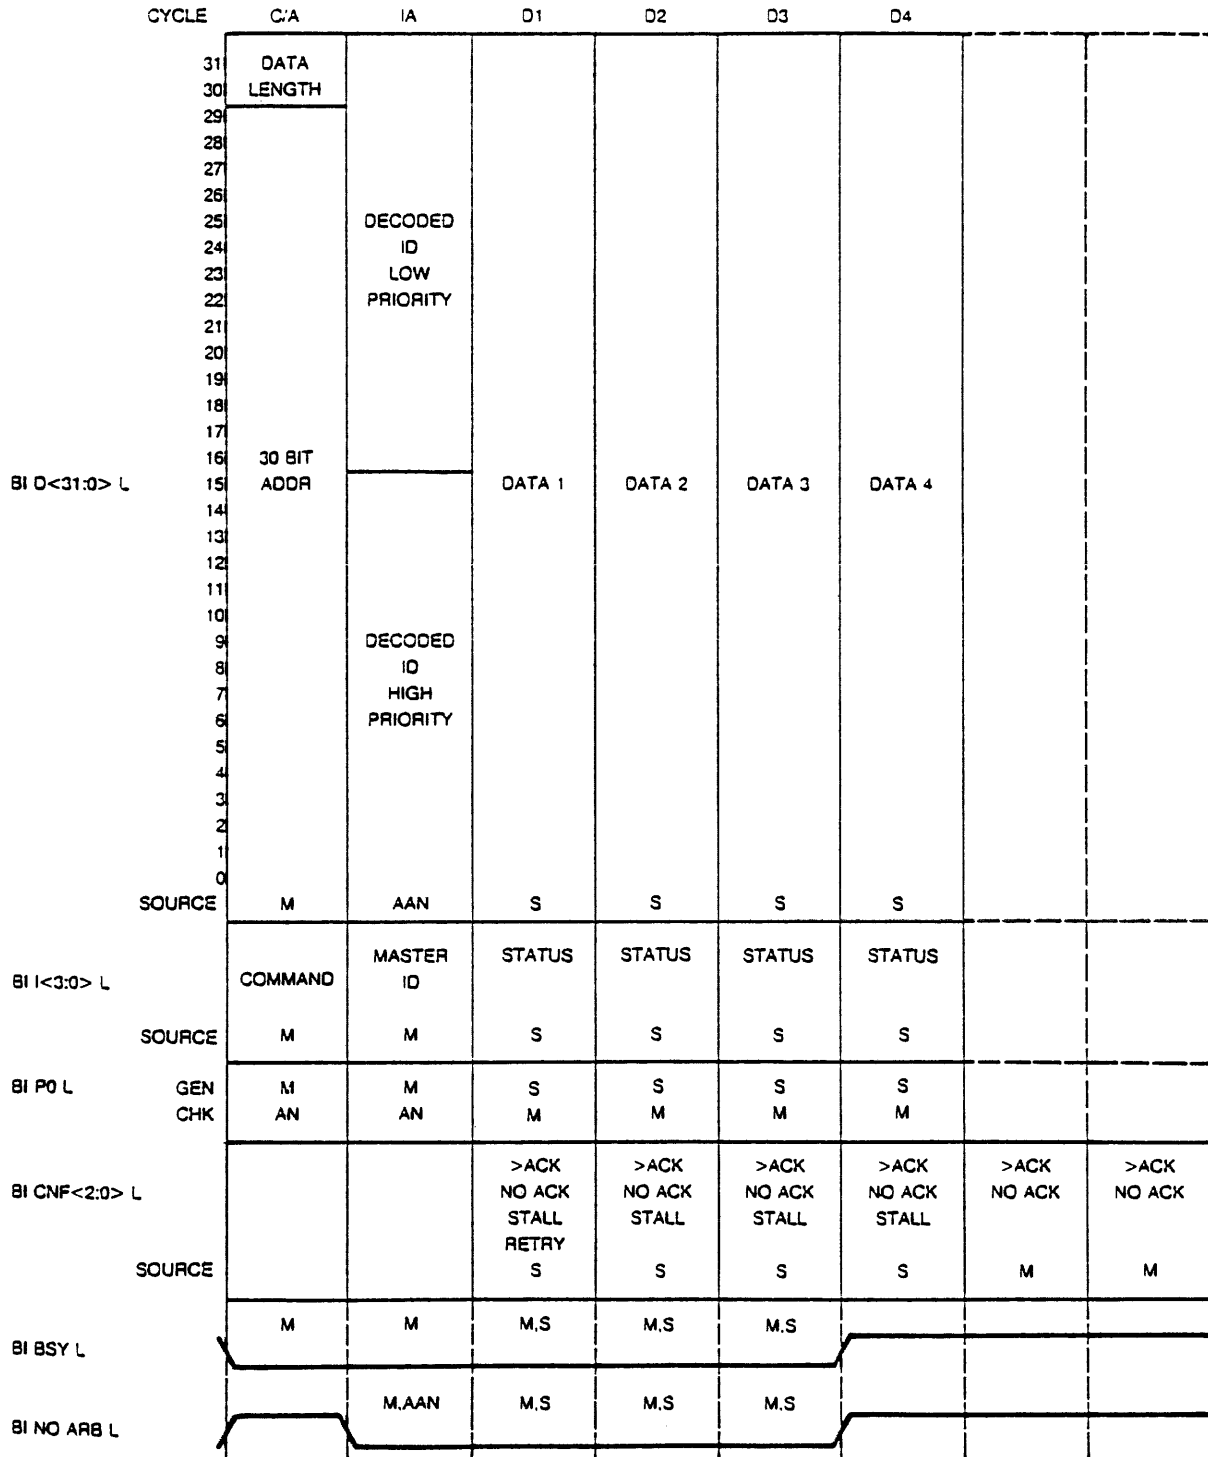 CYCLE C/A IA D1 D2 D3 D4
31 DATA
30 LENGTH
29
28
27
26
25 DECODED
24 ID
23 LOW
22 PRIORITY
21
20
19
18
17
16 30 BIT
BI D<31:0> L 15 ADDR DATA 1 DATA 2 DATA 3 DATA 4
14
13
12
11
10
9 DECODED
8 ID
7 HIGH
6 PRIORITY
5
4
3
2
1
0
SOURCE M AAN S S S S
MASTER STATUS STATUS STATUS STATUS
BI I<3:0> L COMMAND ID
SOURCE M M S S S S
BI P0 L GEN M M S S S S
CHK AN AN M M M M
>ACK >ACK >ACK >ACK >ACK >ACK
BI CNF<2:0> L NO ACK NO ACK NO ACK NO ACK NO ACK NO ACK
STALL STALL STALL STALL
RETRY
SOURCE S S S S M M
M M M,S M,S M,S
BI BSY L
M,AAN M,S M,S M,S
BI NO ARB L